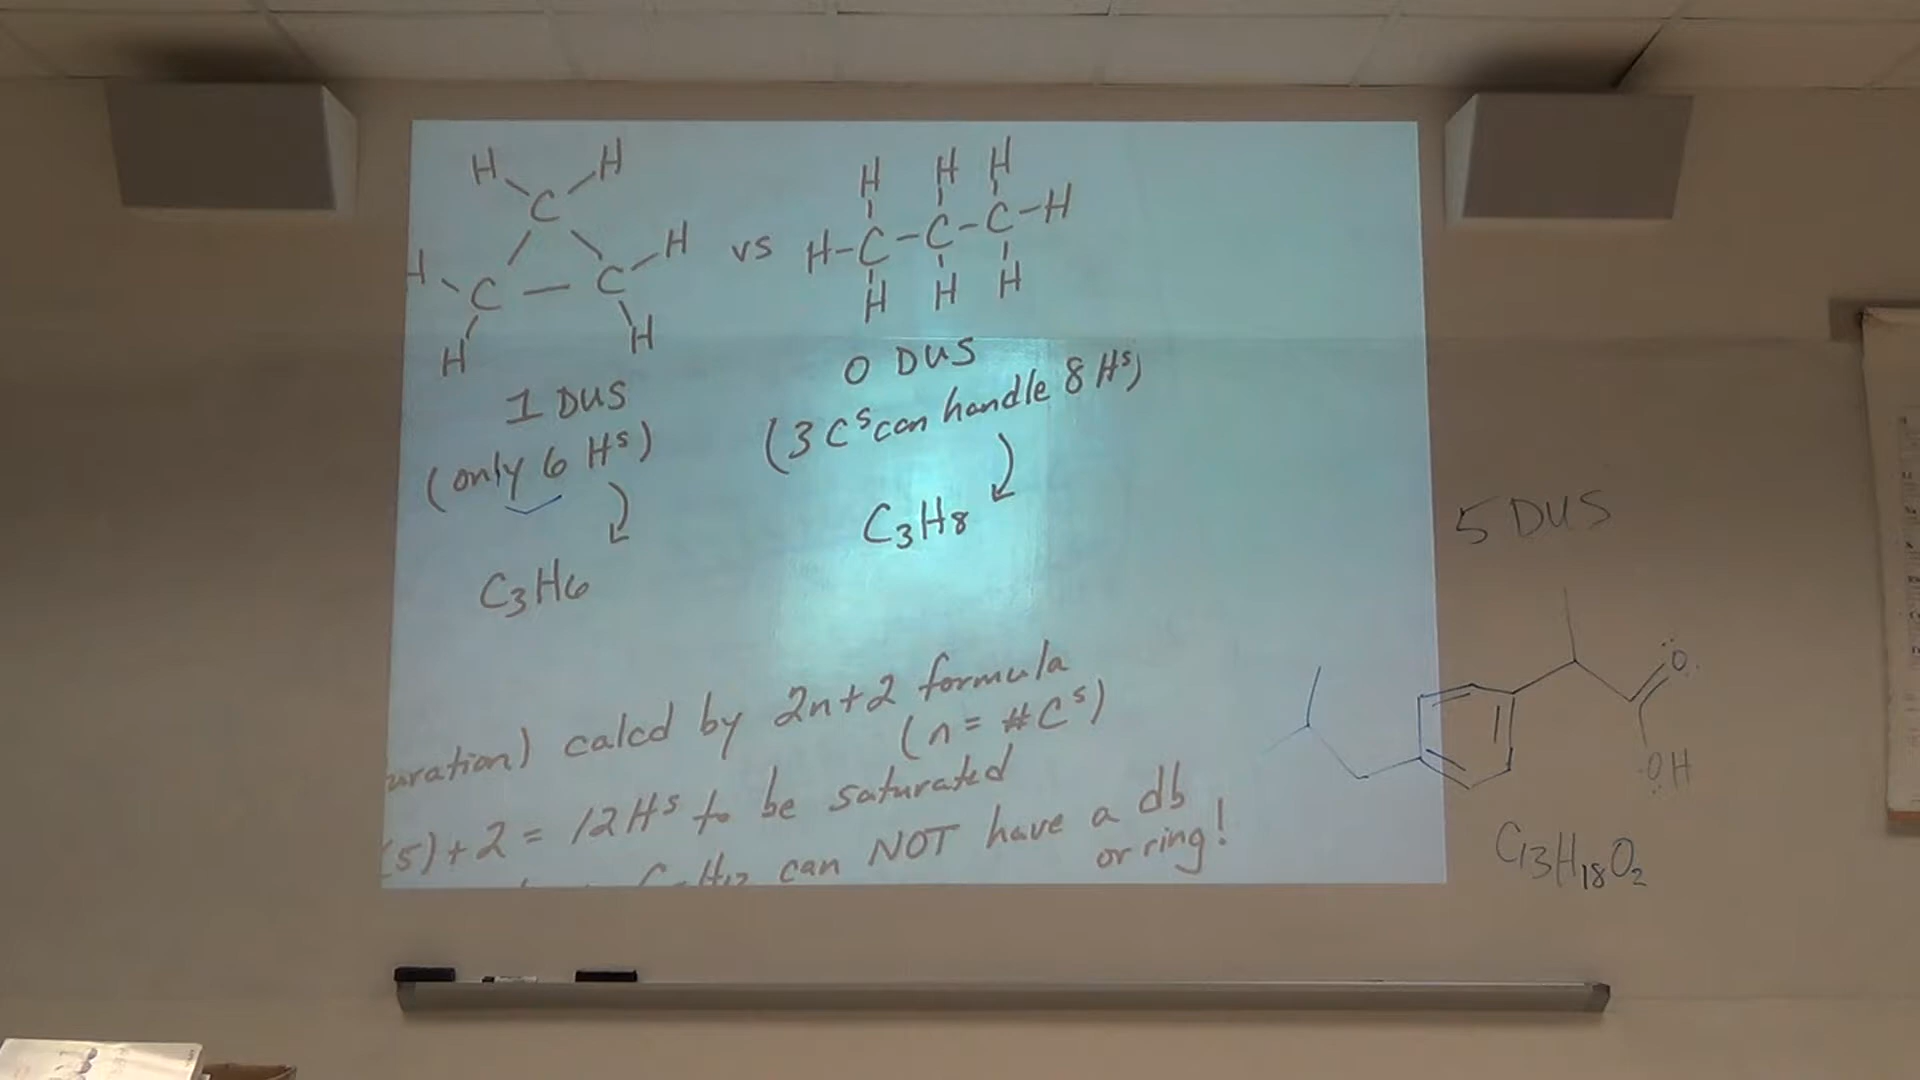 H H
C
H C — C H
H H
vs
H H H
H-C-C-C-H
H H H
1 DUS
(only 6 Hs)
C3H6
0 DUS
(3 Cs can handle 8 Hs)
C3H8
uration) calcd by 2n+2 formula
(n = #Cs)
(5)+2 = 12 Hs to be saturated
can NOT have a db
or ring!
5 DUS
O
OH
C13H18O2